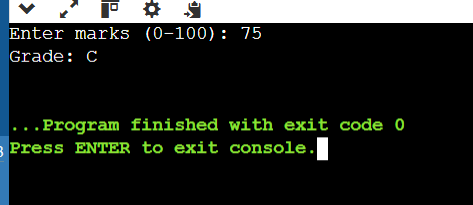 Enter marks (0-100): 75
Grade: C
...Program finished with exit code 0
Press ENTER to exit console.